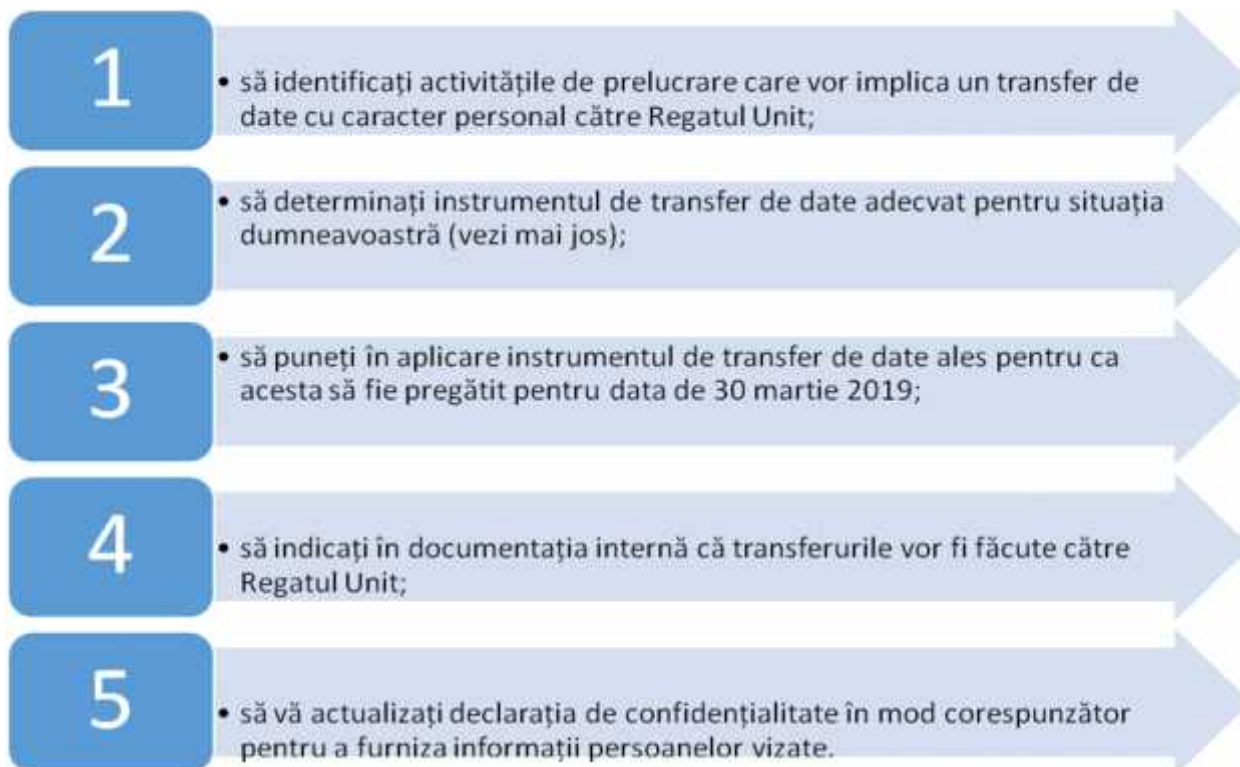 1
• să identificați activitățile de prelucrare care vor implica un transfer de
date cu caracter personal către Regatul Unit;
2
• să determinați instrumentul de transfer de date adecvat pentru situația
dumneavoastră (vezi mai jos);
3
• să puneți în aplicare instrumentul de transfer de date ales pentru ca
acesta să fie pregătit pentru data de 30 martie 2019;
4
• să indicați în documentația internă că transferurile vor fi făcute către
Regatul Unit;
5
• să vă actualizați declarația de confidențialitate în mod corespunzător
pentru a furniza informații persoanelor vizate.